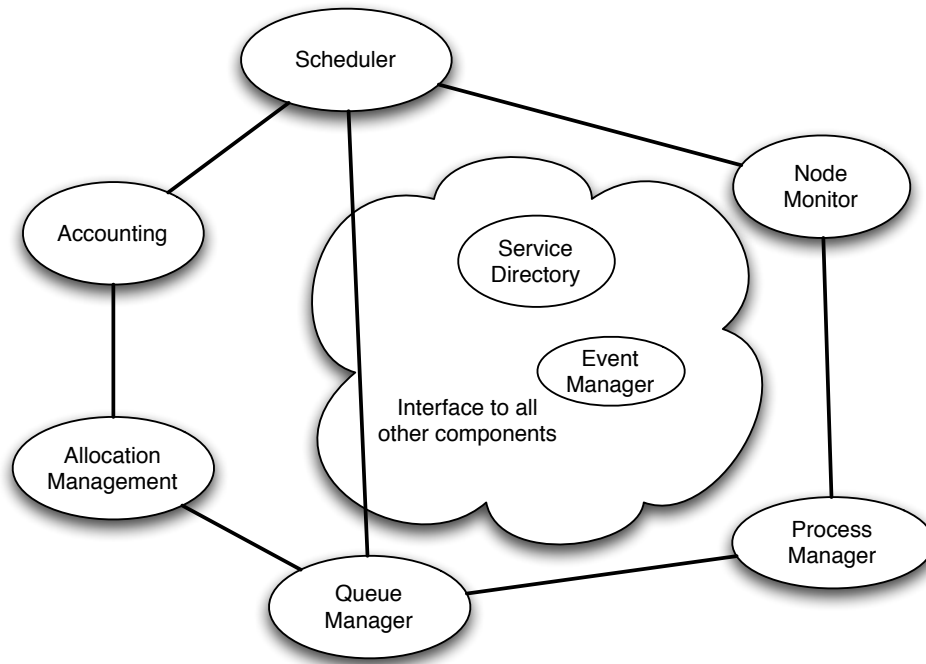 Scheduler
Node
Monitor
Accounting
Service
Directory
Event
Manager
Interface to all
other components
Allocation
Management
Process
Manager
Queue
Manager